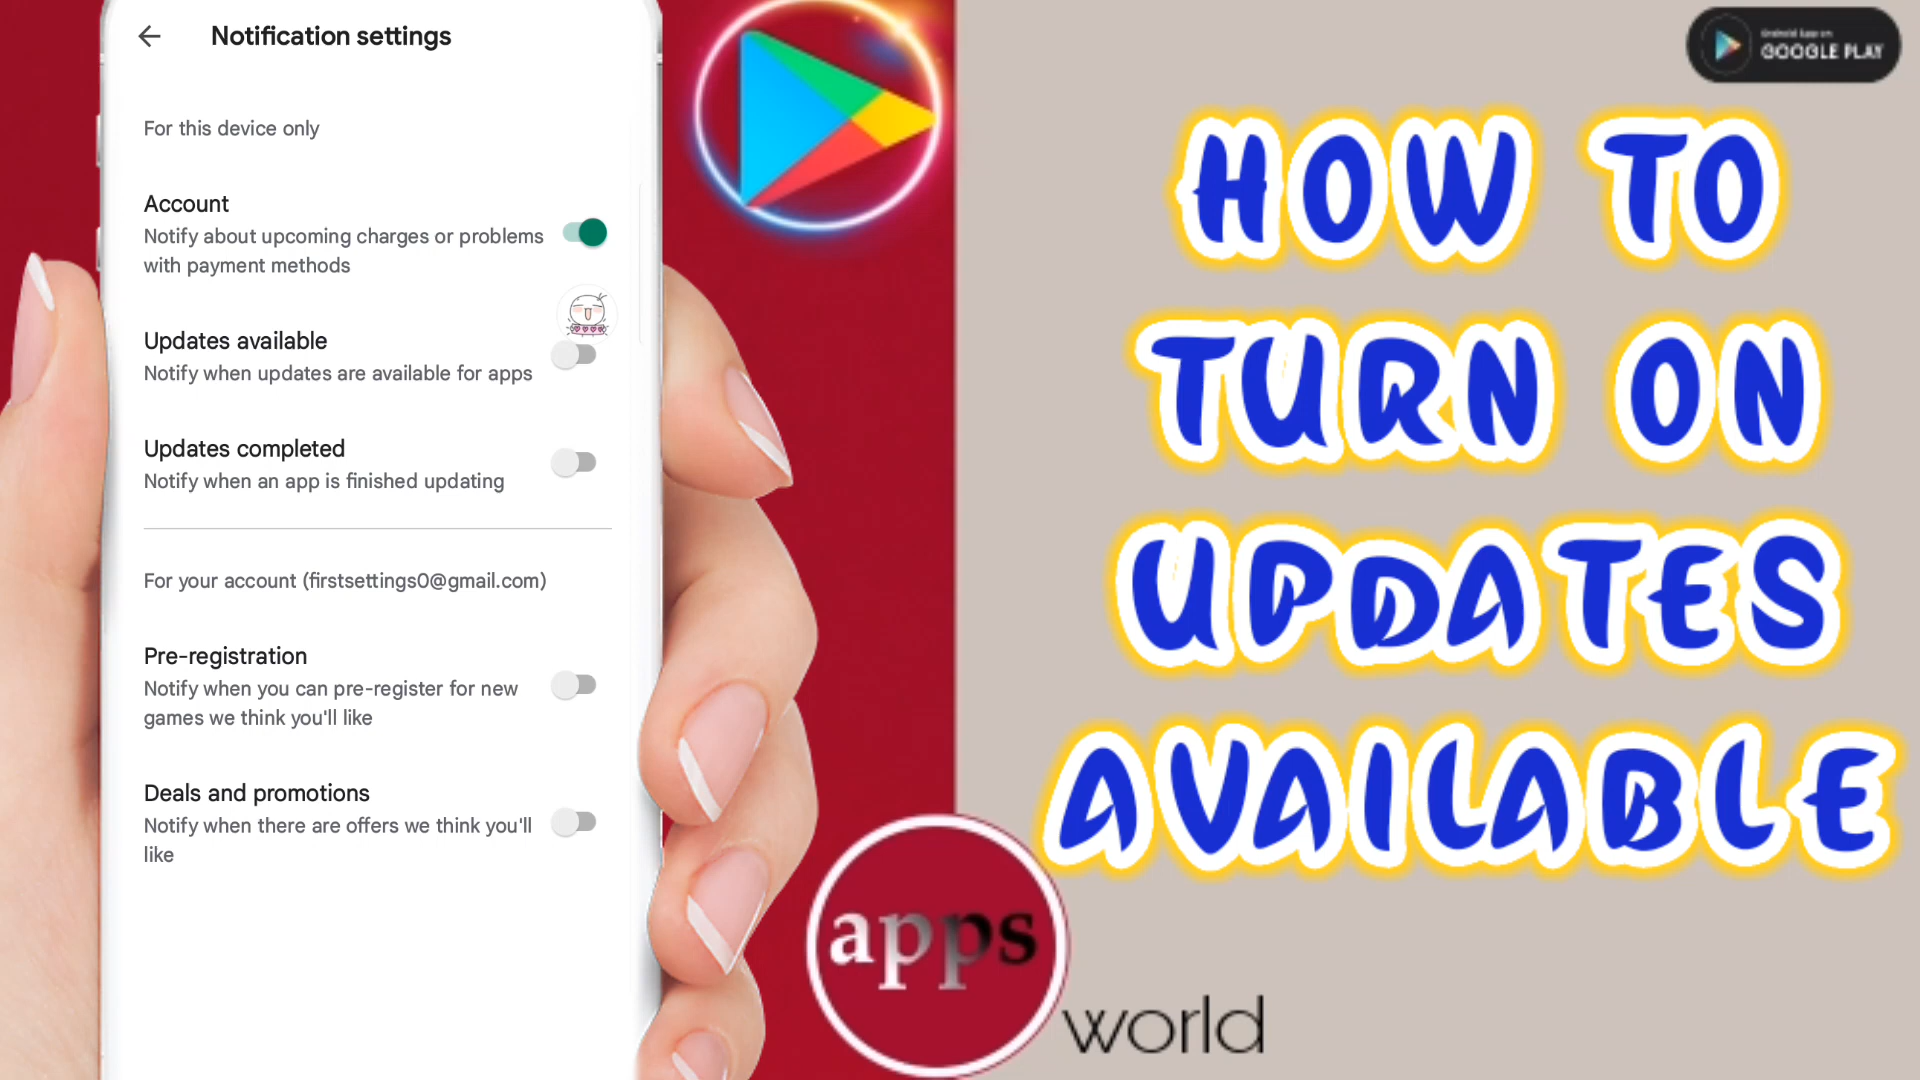 Notification settings
For this device only
Account
Notify about upcoming charges or problems
with payment methods
Updates available
Notify when updates are available for apps
Updates completed
Notify when an app is finished updating
For your account (firstsettings0@gmail.com)
Pre-registration
Notify when you can pre-register for new
games we think you'll like
Deals and promotions
Notify when there are offers we think you'll
like
Android App on
GOOGLE PLAY
HOW TO
TURN ON
UPDATES
AVAILABLE
apps
world